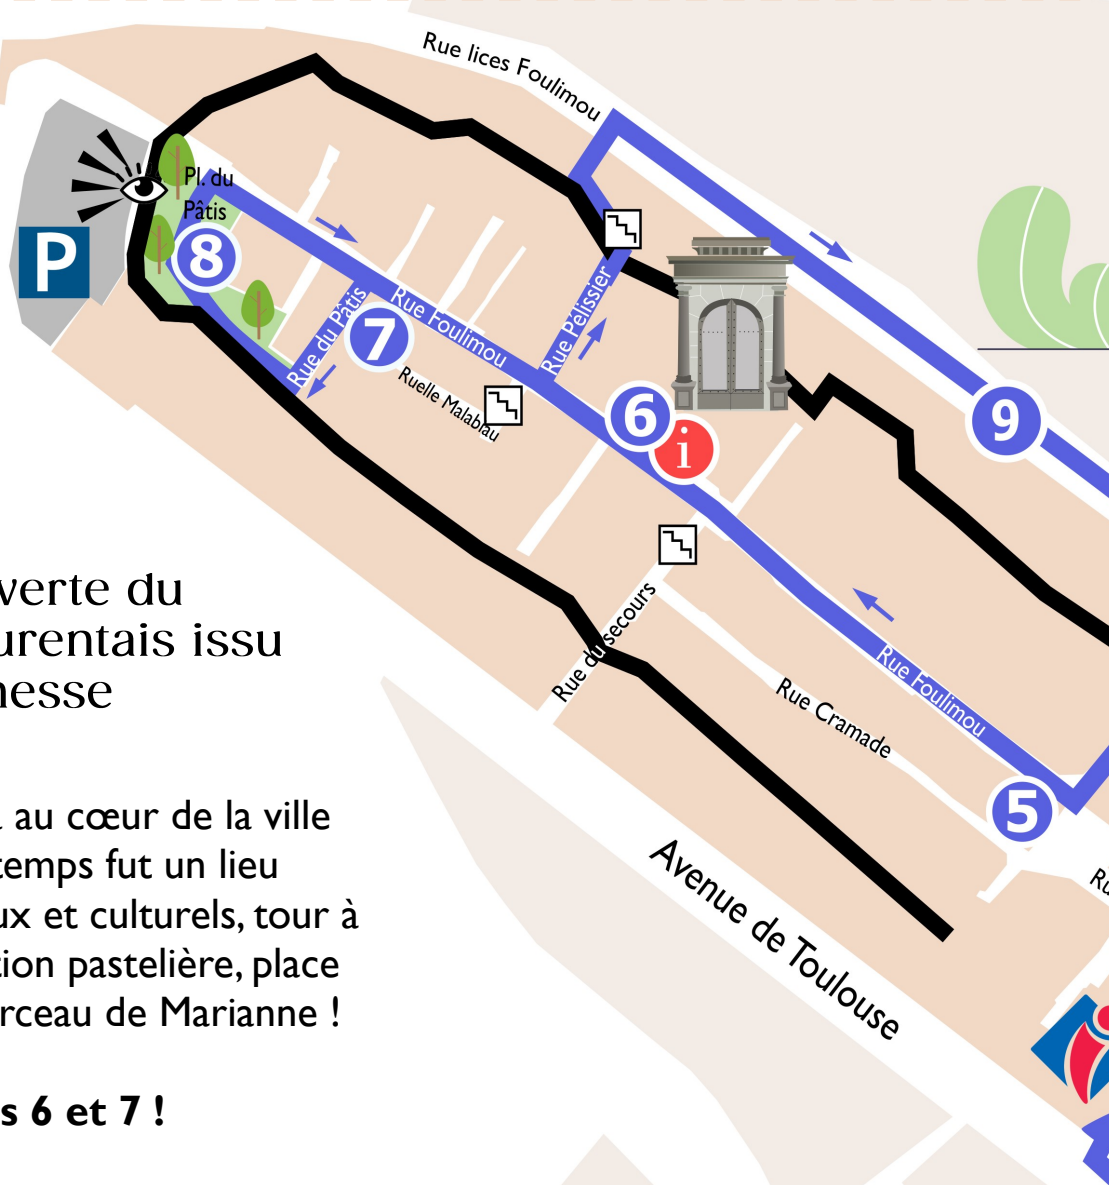 Rue lices Foulimou
Pl. du
Pâtis
P
8
7
Rue du Pâtis
Rue Foulimou
Rue Pélissier
Ruelle Malabiau
6
i
9
Rue du secours
Rue Foulimou
Rue Cramade
5
Avenue de Toulouse
verte du
urentais issu
nesse
au cœur de la ville
temps fut un lieu
ux et culturels, tour à
tion pastelière, place
rceau de Marianne !
s 6 et 7 !